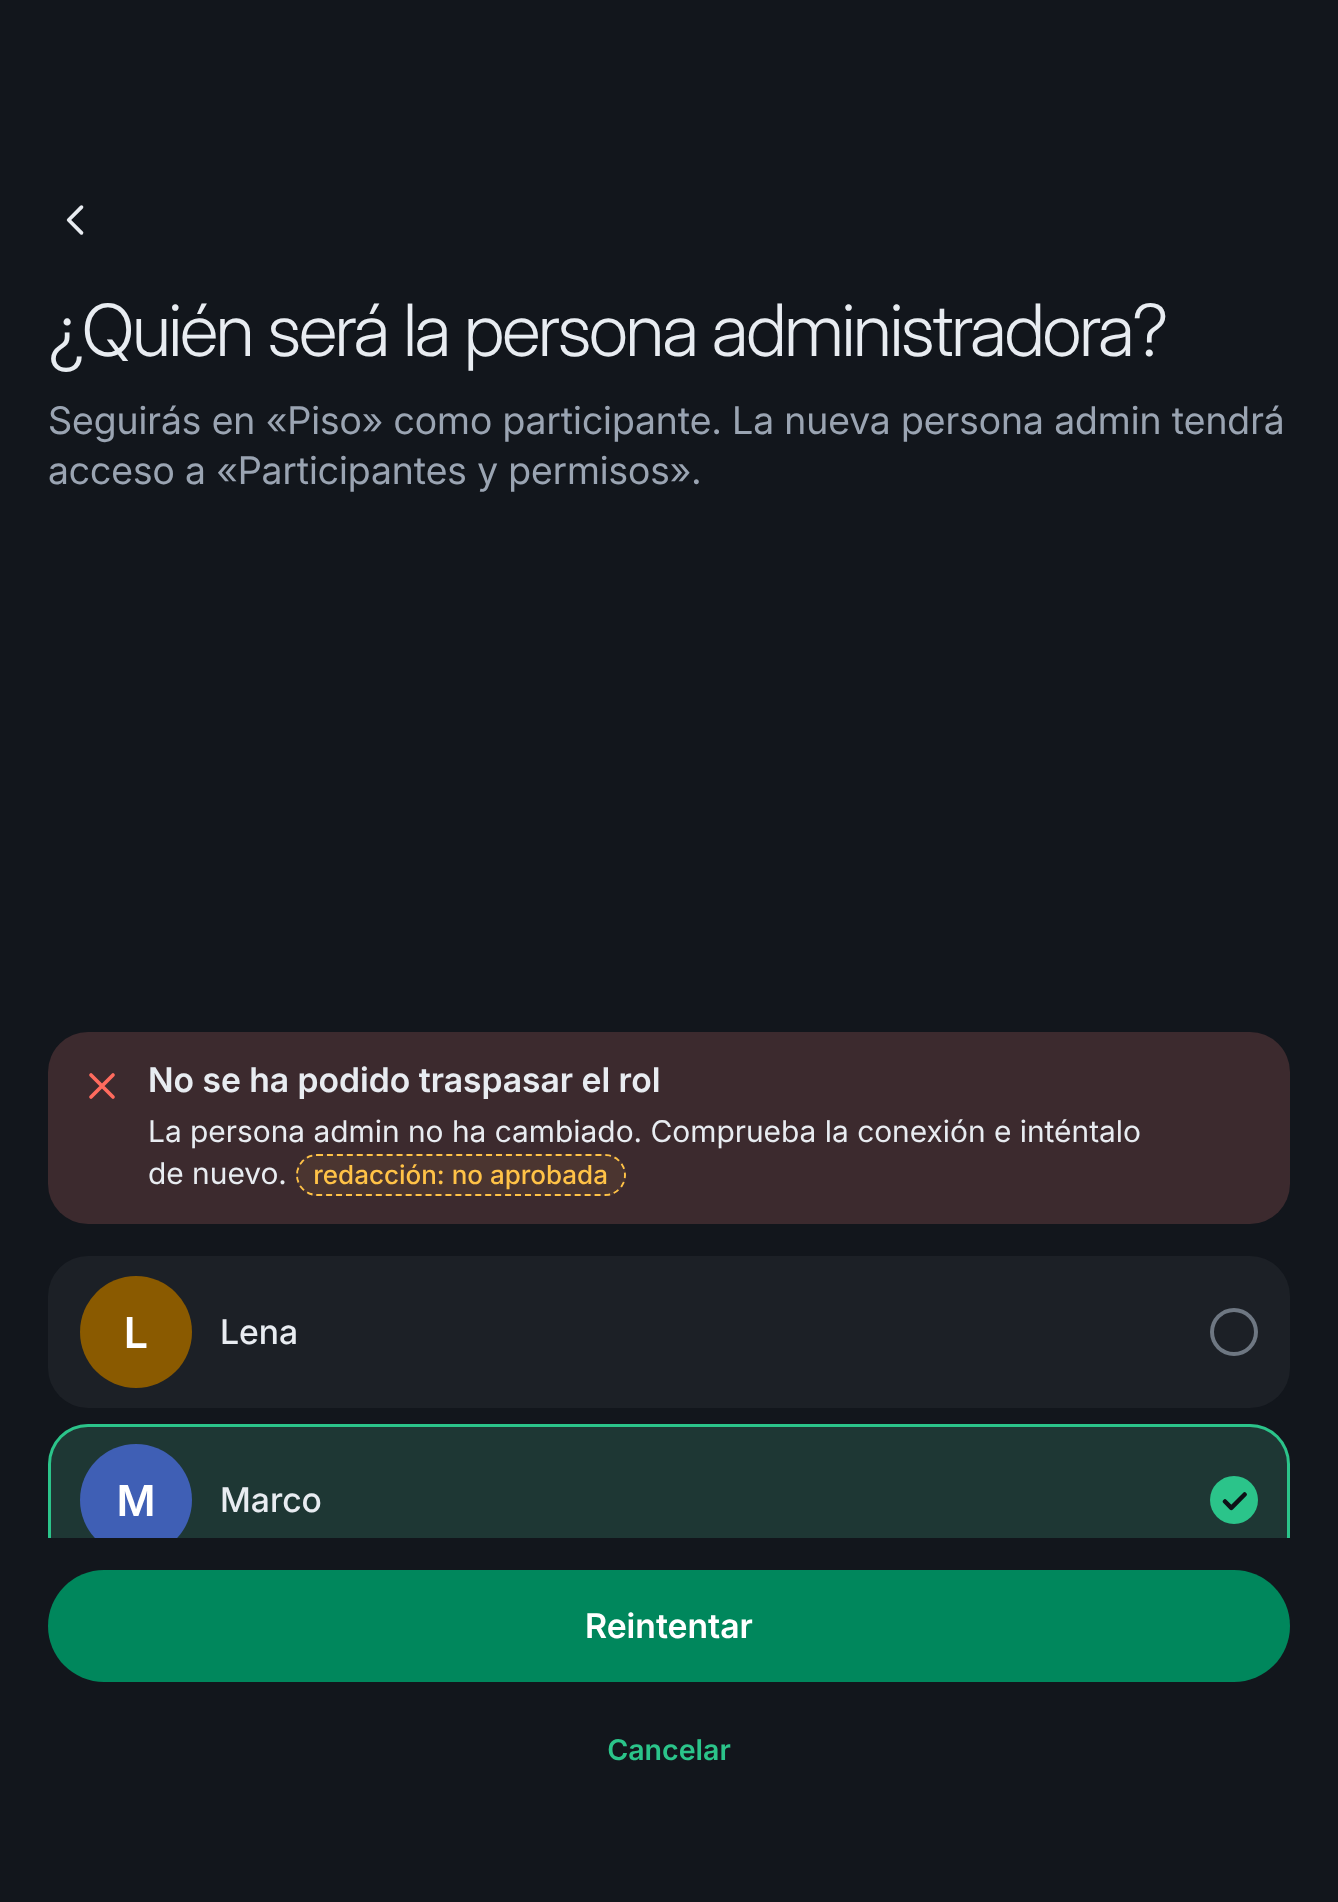 ¿Quién será la persona administradora?
Seguirás en «Piso» como participante. La nueva persona admin tendrá
acceso a «Participantes y permisos».
No se ha podido traspasar el rol
La persona admin no ha cambiado. Comprueba la conexión e inténtalo
de nuevo. redacción: no aprobada
L Lena
M Marco
Reintentar
Cancelar